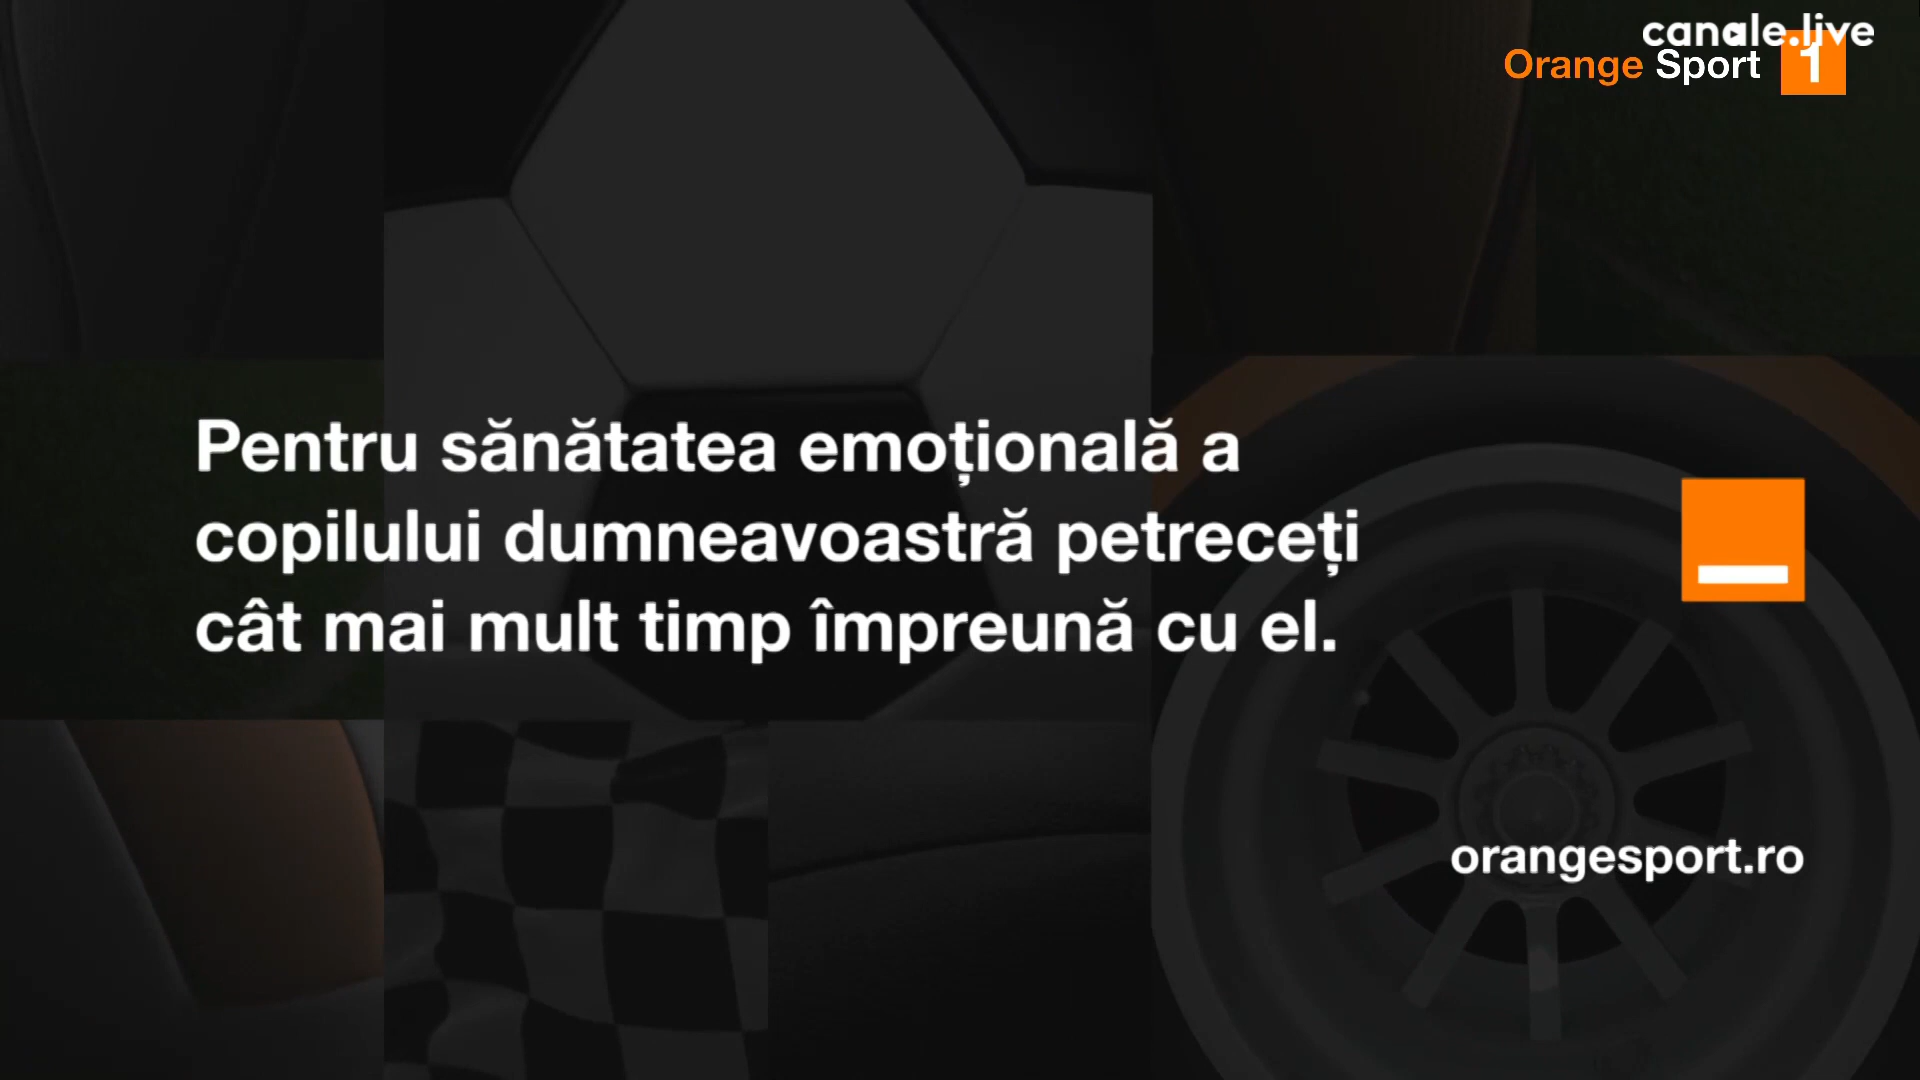 canale.live
Orange Sport 1
Pentru sănătatea emoțională a
copilului dumneavoastră petreceți
cât mai mult timp împreună cu el.
orangesport.ro